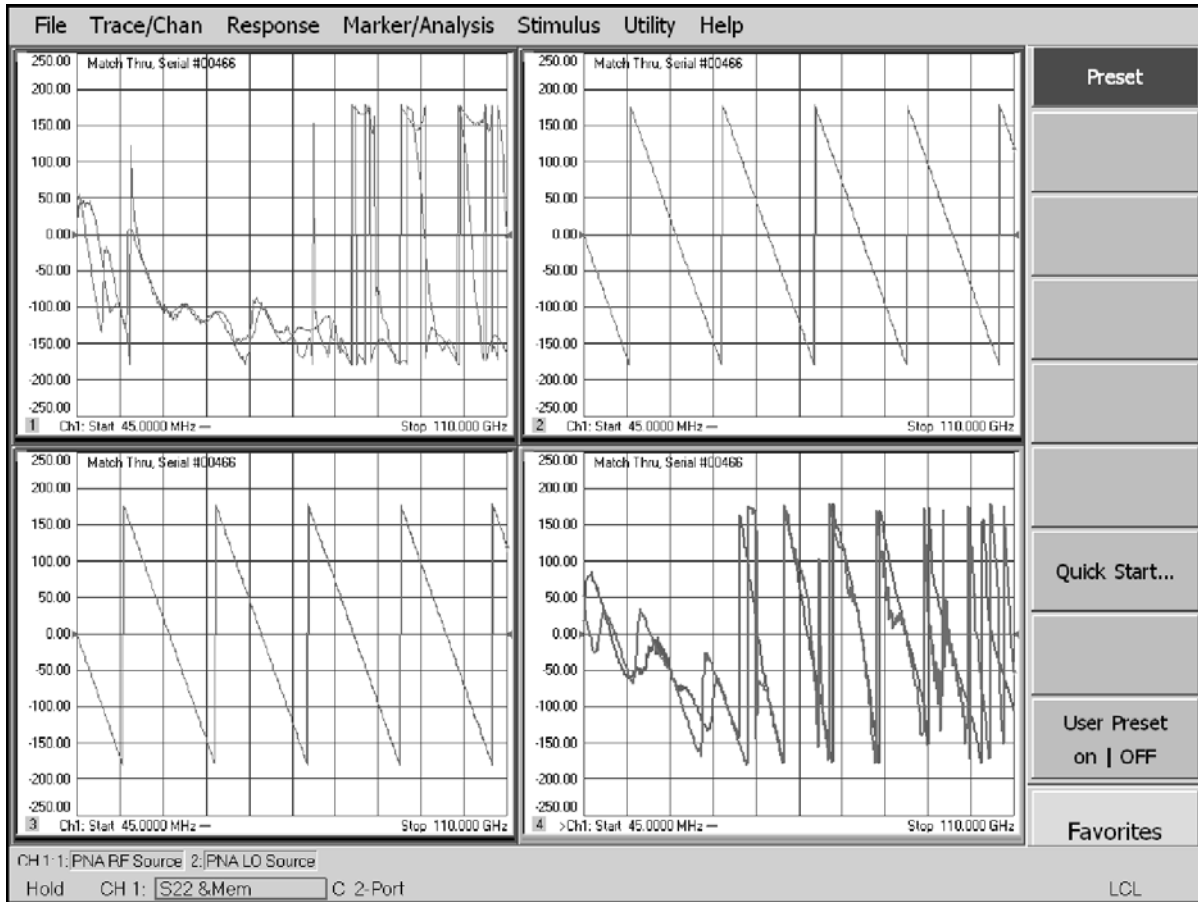 File Trace/Chan Response Marker/Analysis Stimulus Utility Help
250.00 Match Thru, Serial #00466
200.00
150.00
100.00
50.00
0.00
-50.00
-100.00
-150.00
-200.00
-250.00
1 Ch1: Start 45.0000 MHz — Stop 110.000 GHz
250.00 Match Thru, Serial #00466
200.00
150.00
100.00
50.00
0.00
-50.00
-100.00
-150.00
-200.00
-250.00
2 Ch1: Start 45.0000 MHz — Stop 110.000 GHz
250.00 Match Thru, Serial #00466
200.00
150.00
100.00
50.00
0.00
-50.00
-100.00
-150.00
-200.00
-250.00
3 Ch1: Start 45.0000 MHz — Stop 110.000 GHz
250.00 Match Thru, Serial #00466
200.00
150.00
100.00
50.00
0.00
-50.00
-100.00
-150.00
-200.00
-250.00
4 >Ch1: Start 45.0000 MHz — Stop 110.000 GHz
Preset
Quick Start...
User Preset
on | OFF
Favorites
CH 1: 1: PNA RF Source 2: PNA LO Source
Hold CH 1: S22 &Mem C 2-Port LCL